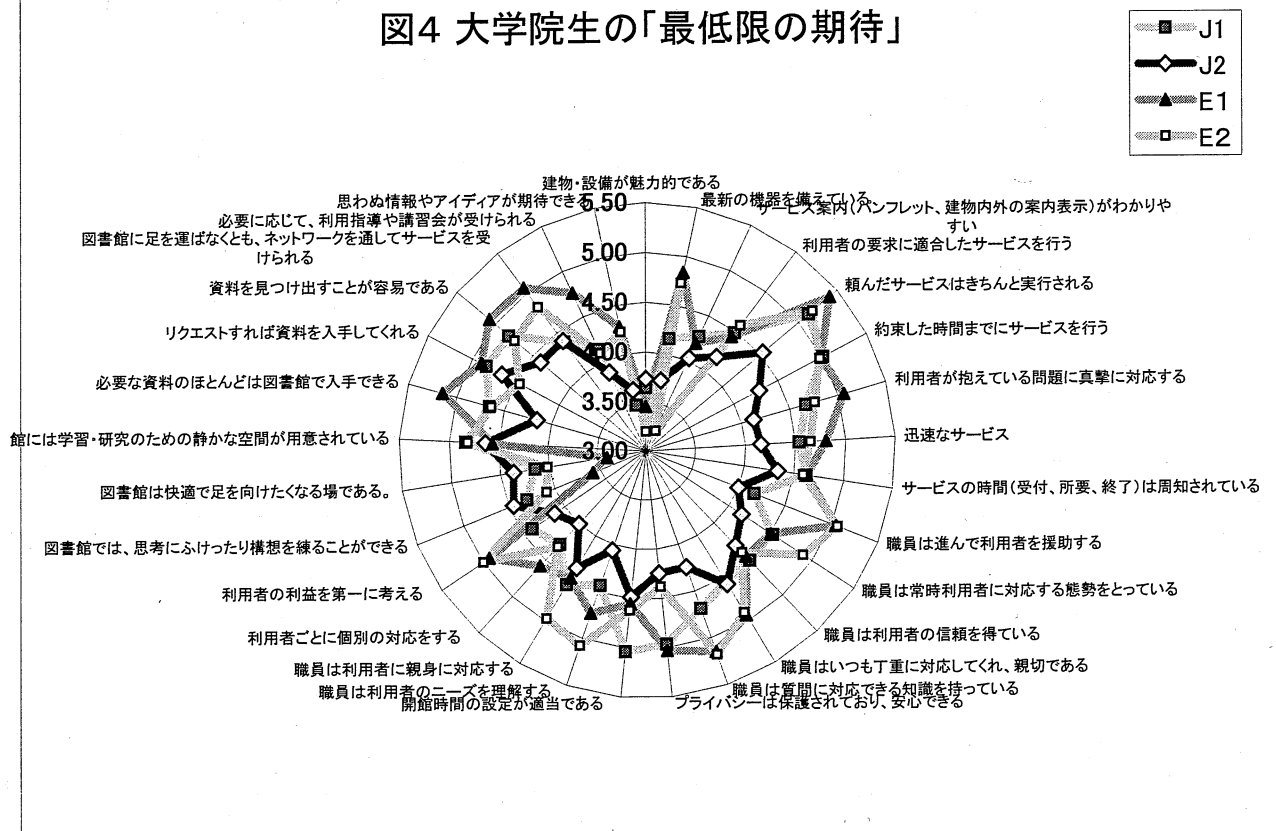 図4 大学院生の「最低限の期待」
J1
J2
E1
E2
建物・設備が魅力的である
最新の機器を備えている
サービス案内(パンフレット、建物内外の案内表示)がわかりや
すい
利用者の要求に適合したサービスを行う
頼んだサービスはきちんと実行される
約束した時間までにサービスを行う
利用者が抱えている問題に真摯に対応する
迅速なサービス
サービスの時間(受付、所要、終了)は周知されている
職員は進んで利用者を援助する
職員は常時利用者に対応する態勢をとっている
職員は利用者の信頼を得ている
職員はいつも丁重に対応してくれ、親切である
職員は質問に対応できる知識を持っている
プライバシーは保護されており、安心できる
開館時間の設定が適当である
職員は利用者のニーズを理解する
職員は利用者に親身に対応する
利用者ごとに個別の対応をする
利用者の利益を第一に考える
図書館では、思考にふけったり構想を練ることができる
図書館は快適で足を向けたくなる場である。
館には学習・研究のための静かな空間が用意されている
必要な資料のほとんどは図書館で入手できる
リクエストすれば資料を入手してくれる
資料を見つけ出すことが容易である
図書館に足を運ばなくとも、ネットワークを通してサービスを受
けられる
必要に応じて、利用指導や講習会が受けられる
思わぬ情報やアイディアが期待できる
5.50
5.00
4.50
4.00
3.50
3.00